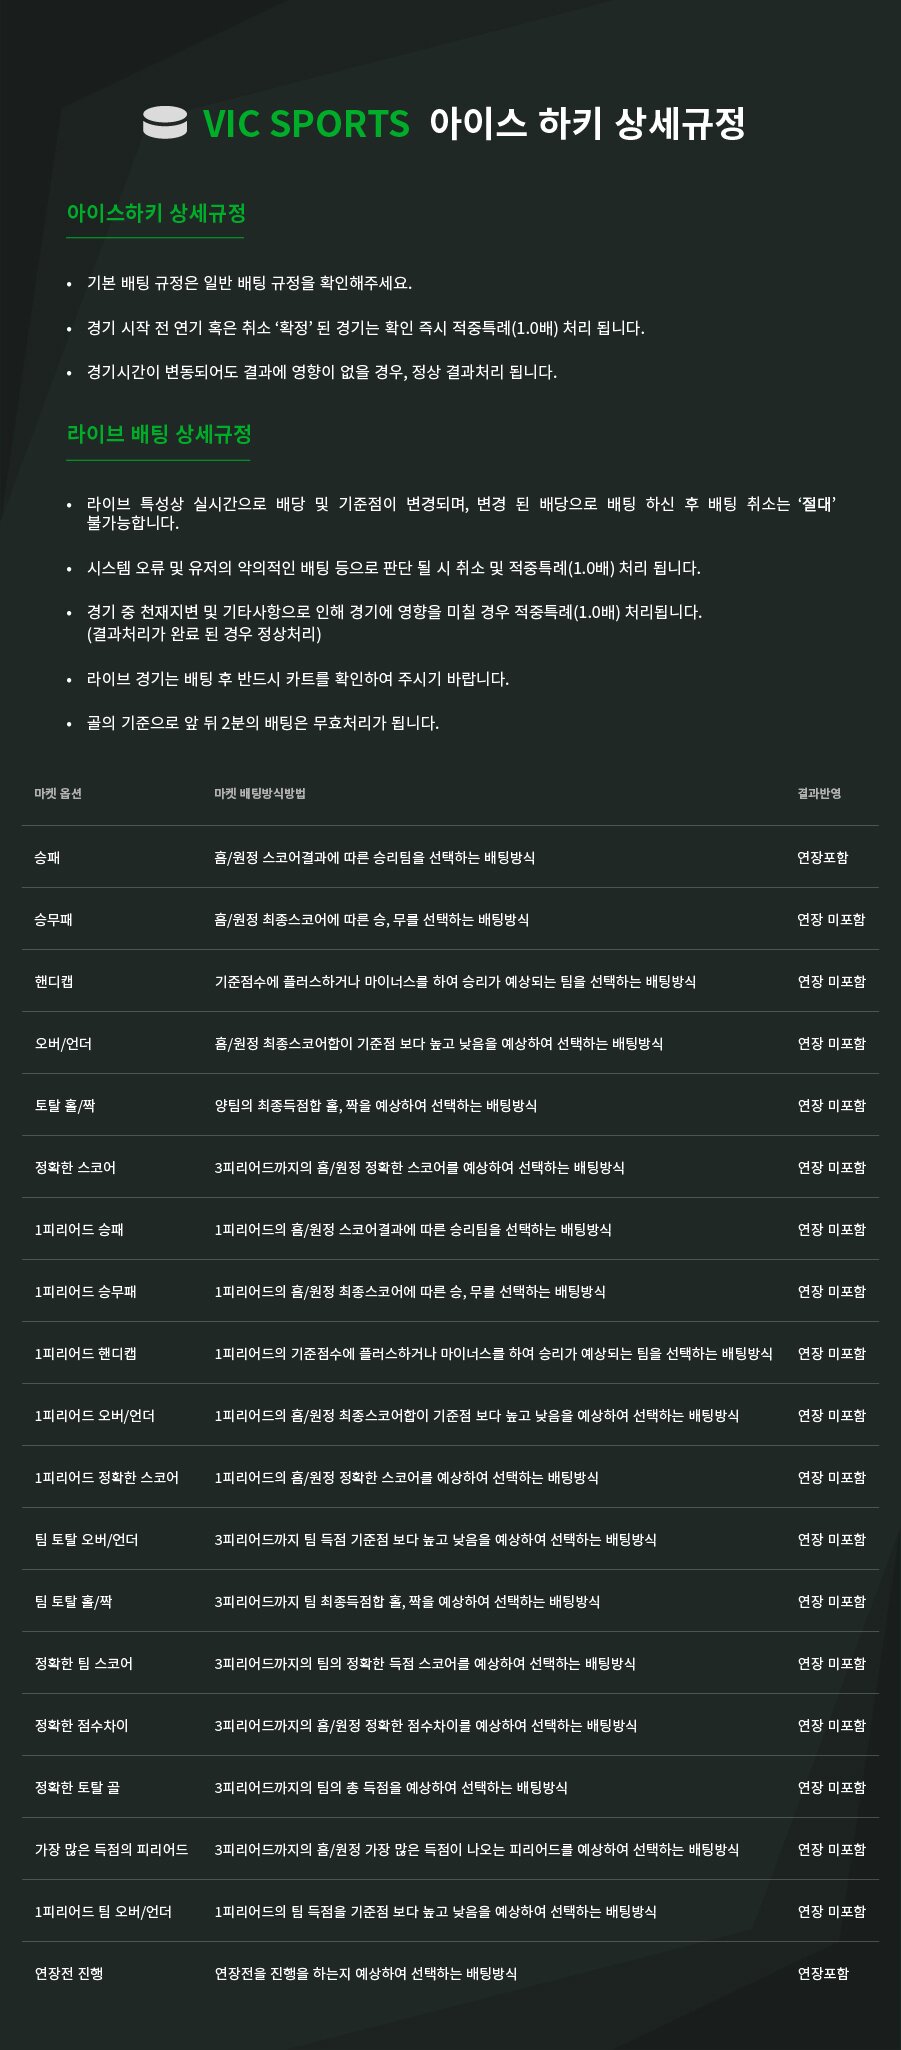 VIC SPORTS 아이스 하키 상세규정
아이스하키 상세규정
• 기본 배팅 규정은 일반 배팅 규정을 확인해주세요.
• 경기 시작 전 연기 혹은 취소 ‘확정’ 된 경기는 확인 즉시 적중특례(1.0배) 처리 됩니다.
• 경기시간이 변동되어도 결과에 영향이 없을 경우, 정상 결과처리 됩니다.
라이브 배팅 상세규정
• 라이브 특성상 실시간으로 배당 및 기준점이 변경되며, 변경 된 배당으로 배팅 하신 후 배팅 취소는 ‘절대’
불가능합니다.
• 시스템 오류 및 유저의 악의적인 배팅 등으로 판단 될 시 취소 및 적중특례(1.0배) 처리 됩니다.
• 경기 중 천재지변 및 기타사항으로 인해 경기에 영향을 미칠 경우 적중특례(1.0배) 처리됩니다.
(결과처리가 완료 된 경우 정상처리)
• 라이브 경기는 배팅 후 반드시 카트를 확인하여 주시기 바랍니다.
• 골의 기준으로 앞 뒤 2분의 배팅은 무효처리가 됩니다.
마켓 옵션 마켓 배팅방식방법 결과반영
승패 홈/원정 스코어결과에 따른 승리팀을 선택하는 배팅방식 연장포함
승무패 홈/원정 최종스코어에 따른 승, 무를 선택하는 배팅방식 연장 미포함
핸디캡 기준점수에 플러스하거나 마이너스를 하여 승리가 예상되는 팀을 선택하는 배팅방식 연장 미포함
오버/언더 홈/원정 최종스코어합이 기준점 보다 높고 낮음을 예상하여 선택하는 배팅방식 연장 미포함
토탈 홀/짝 양팀의 최종득점합 홀, 짝을 예상하여 선택하는 배팅방식 연장 미포함
정확한 스코어 3피리어드까지의 홈/원정 정확한 스코어를 예상하여 선택하는 배팅방식 연장 미포함
1피리어드 승패 1피리어드의 홈/원정 스코어결과에 따른 승리팀을 선택하는 배팅방식 연장 미포함
1피리어드 승무패 1피리어드의 홈/원정 최종스코어에 따른 승, 무를 선택하는 배팅방식 연장 미포함
1피리어드 핸디캡 1피리어드의 기준점수에 플러스하거나 마이너스를 하여 승리가 예상되는 팀을 선택하는 배팅방식 연장 미포함
1피리어드 오버/언더 1피리어드의 홈/원정 최종스코어합이 기준점 보다 높고 낮음을 예상하여 선택하는 배팅방식 연장 미포함
1피리어드 정확한 스코어 1피리어드의 홈/원정 정확한 스코어를 예상하여 선택하는 배팅방식 연장 미포함
팀 토탈 오버/언더 3피리어드까지 팀 득점 기준점 보다 높고 낮음을 예상하여 선택하는 배팅방식 연장 미포함
팀 토탈 홀/짝 3피리어드까지 팀 최종득점합 홀, 짝을 예상하여 선택하는 배팅방식 연장 미포함
정확한 팀 스코어 3피리어드까지의 팀의 정확한 득점 스코어를 예상하여 선택하는 배팅방식 연장 미포함
정확한 점수차이 3피리어드까지의 홈/원정 정확한 점수차이를 예상하여 선택하는 배팅방식 연장 미포함
정확한 토탈 골 3피리어드까지의 팀의 총 득점을 예상하여 선택하는 배팅방식 연장 미포함
가장 많은 득점의 피리어드 3피리어드까지의 홈/원정 가장 많은 득점이 나오는 피리어드를 예상하여 선택하는 배팅방식 연장 미포함
1피리어드 팀 오버/언더 1피리어드의 팀 득점을 기준점 보다 높고 낮음을 예상하여 선택하는 배팅방식 연장 미포함
연장전 진행 연장전을 진행을 하는지 예상하여 선택하는 배팅방식 연장포함